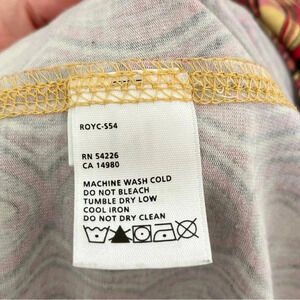 ROYC-S54
RN 54226
CA 14980
MACHINE WASH COLD
DO NOT BLEACH
TUMBLE DRY LOW
COOL IRON
DO NOT DRY CLEAN